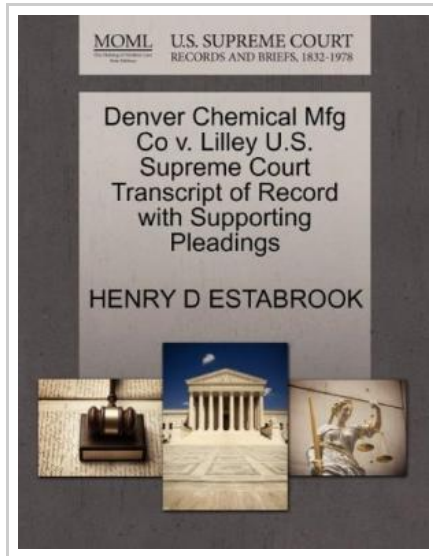 MOML
U.S. SUPREME COURT
RECORDS AND BRIEFS, 1832-1978
Denver Chemical Mfg
Co v. Lilley U.S.
Supreme Court
Transcript of Record
with Supporting
Pleadings
HENRY D ESTABROOK